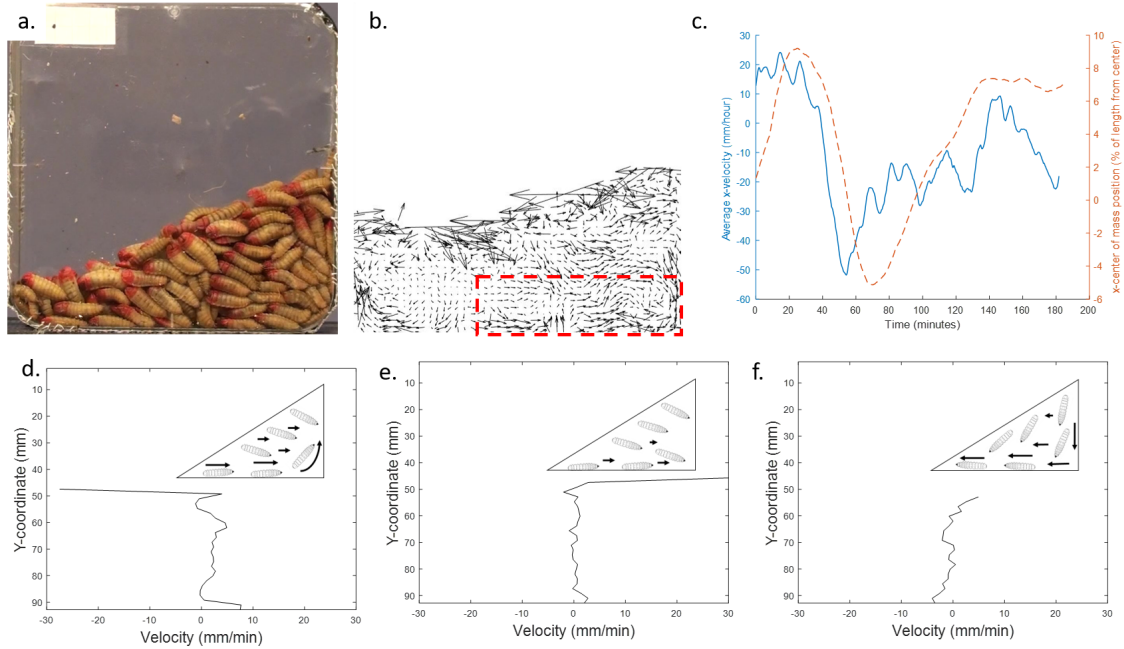 a.
b.
c.
30
20
10
0
-10
-20
-30
-40
-50
-60
Average x-velocity (mm/hour)
10
8
6
4
2
0
-2
-4
-6
x-center of mass position (% of length from center)
0 20 40 60 80 100 120 140 160 180 200
Time (minutes)
d.
10
20
30
40
50
60
70
80
90
Y-coordinate (mm)
-30 -20 -10 0 10 20 30
Velocity (mm/min)
e.
10
20
30
40
50
60
70
80
90
Y-coordinate (mm)
-30 -20 -10 0 10 20 30
Velocity (mm/min)
f.
10
20
30
40
50
60
70
80
90
Y-coordinate (mm)
-30 -20 -10 0 10 20 30
Velocity (mm/min)